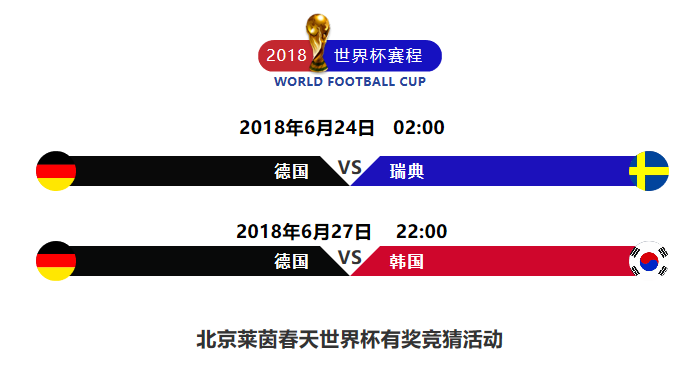 2018 世界杯赛程
WORLD FOOTBALL CUP
2018年6月24日 02:00
德国 VS 瑞典
2018年6月27日 22:00
德国 VS 韩国
北京莱茵春天世界杯有奖竞猜活动